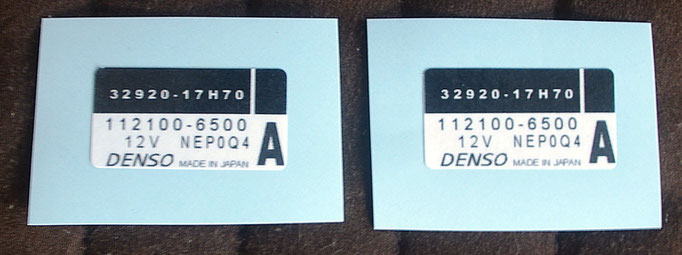 32920-17H70
112100-6500
12V NEP0Q4
DENSO MADE IN JAPAN
A
32920-17H70
112100-6500
12V NEP0Q4
DENSO MADE IN JAPAN
A